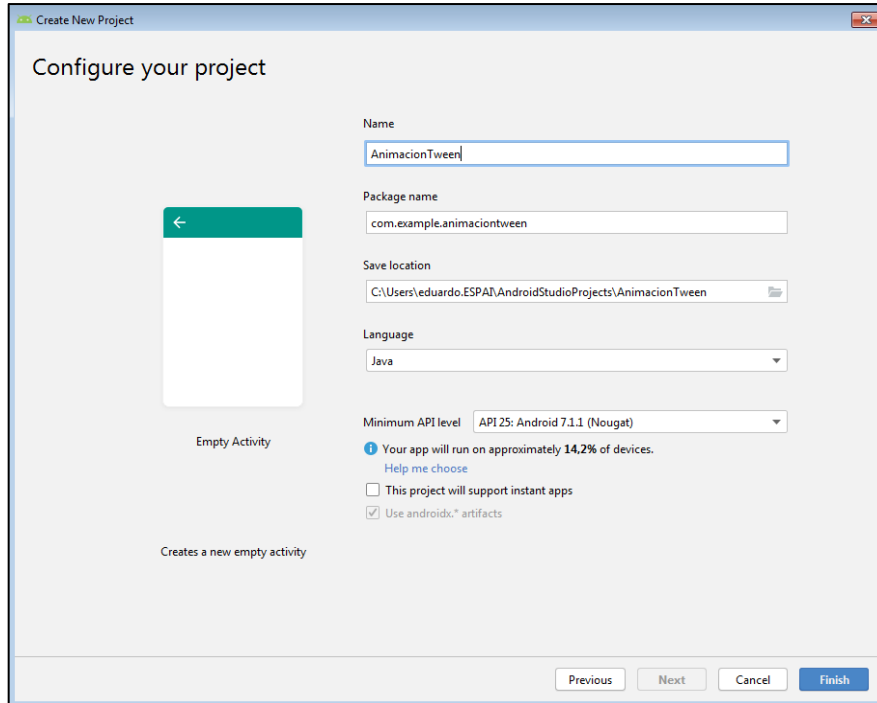 Create New Project
Configure your project
Name
AnimacionTween
Package name
com.example.animaciontween
Save location
C:\Users\eduardo.ESPAI\AndroidStudioProjects\AnimacionTween
Language
Java
Minimum API level API 25: Android 7.1.1 (Nougat)
Empty Activity
Your app will run on approximately 14,2% of devices.
Help me choose
This project will support instant apps
Use androidx.* artifacts
Creates a new empty activity
Previous Next Cancel Finish